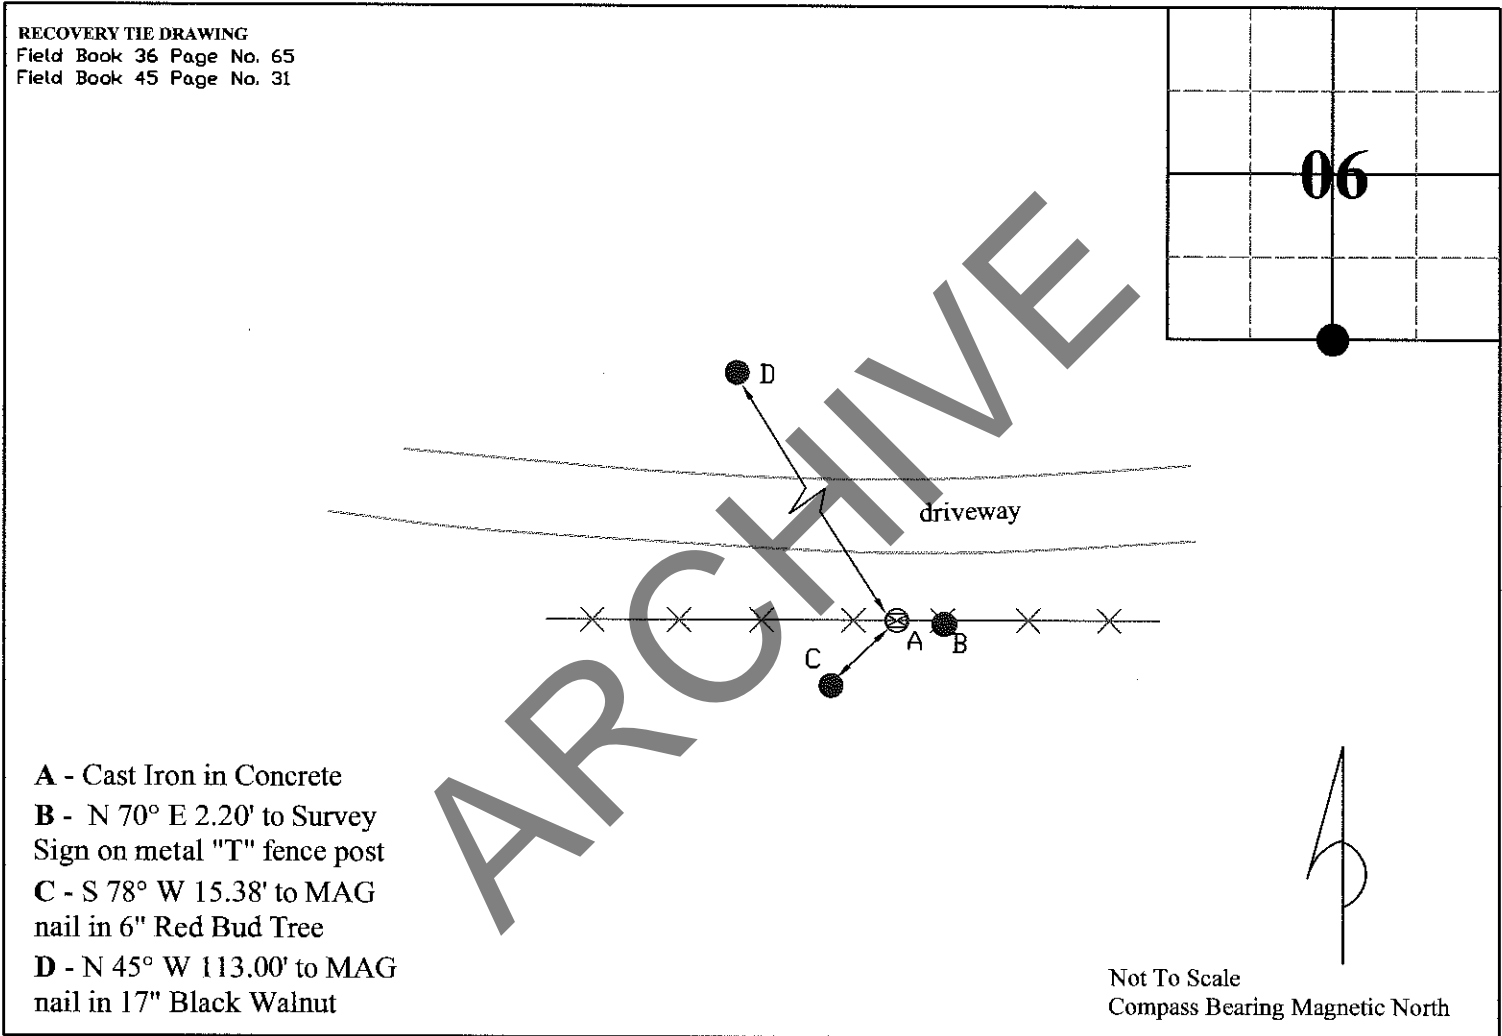 RECOVERY TIE DRAWING
Field Book 36 Page No. 65
Field Book 45 Page No. 31
06
D
driveway
A
B
C
ARCHIVE
A - Cast Iron in Concrete
B - N 70° E 2.20' to Survey
Sign on metal "T" fence post
C - S 78° W 15.38' to MAG
nail in 6" Red Bud Tree
D - N 45° W 113.00' to MAG
nail in 17" Black Walnut
Not To Scale
Compass Bearing Magnetic North